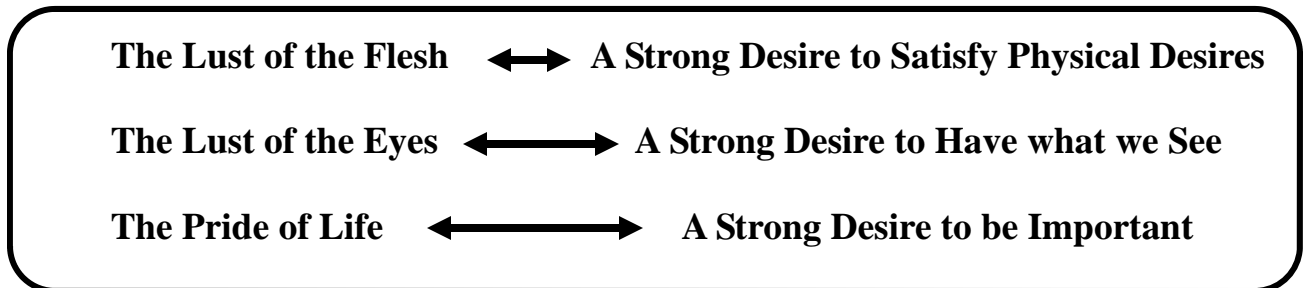 The Lust of the Flesh A Strong Desire to Satisfy Physical Desires
The Lust of the Eyes A Strong Desire to Have what we See
The Pride of Life A Strong Desire to be Important